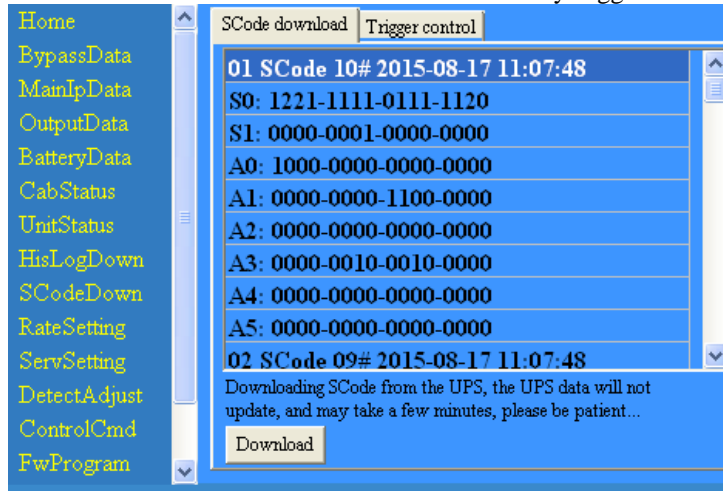 Home
BypassData
MainIpData
OutputData
BatteryData
CabStatus
UnitStatus
HisLogDown
SCodeDown
RateSetting
ServSetting
DetectAdjust
ControlCmd
FwProgram
SCode download
Trigger control
01 SCode 10# 2015-08-17 11:07:48
S0: 1221-1111-0111-1120
S1: 0000-0001-0000-0000
A0: 1000-0000-0000-0000
A1: 0000-0000-1100-0000
A2: 0000-0000-0000-0000
A3: 0000-0010-0010-0000
A4: 0000-0000-0000-0000
A5: 0000-0000-0000-0000
02 SCode 09# 2015-08-17 11:07:48
Downloading SCode from the UPS, the UPS data will not
update, and may take a few minutes, please be patient...
Download